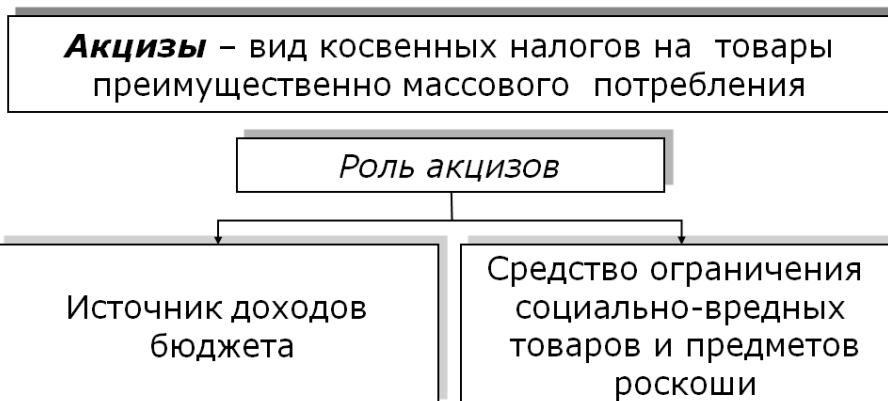 Акцизы – вид косвенных налогов на товары
преимущественно массового потребления
Роль акцизов
Источник доходов
бюджета
Средство ограничения
социально-вредных
товаров и предметов
роскоши